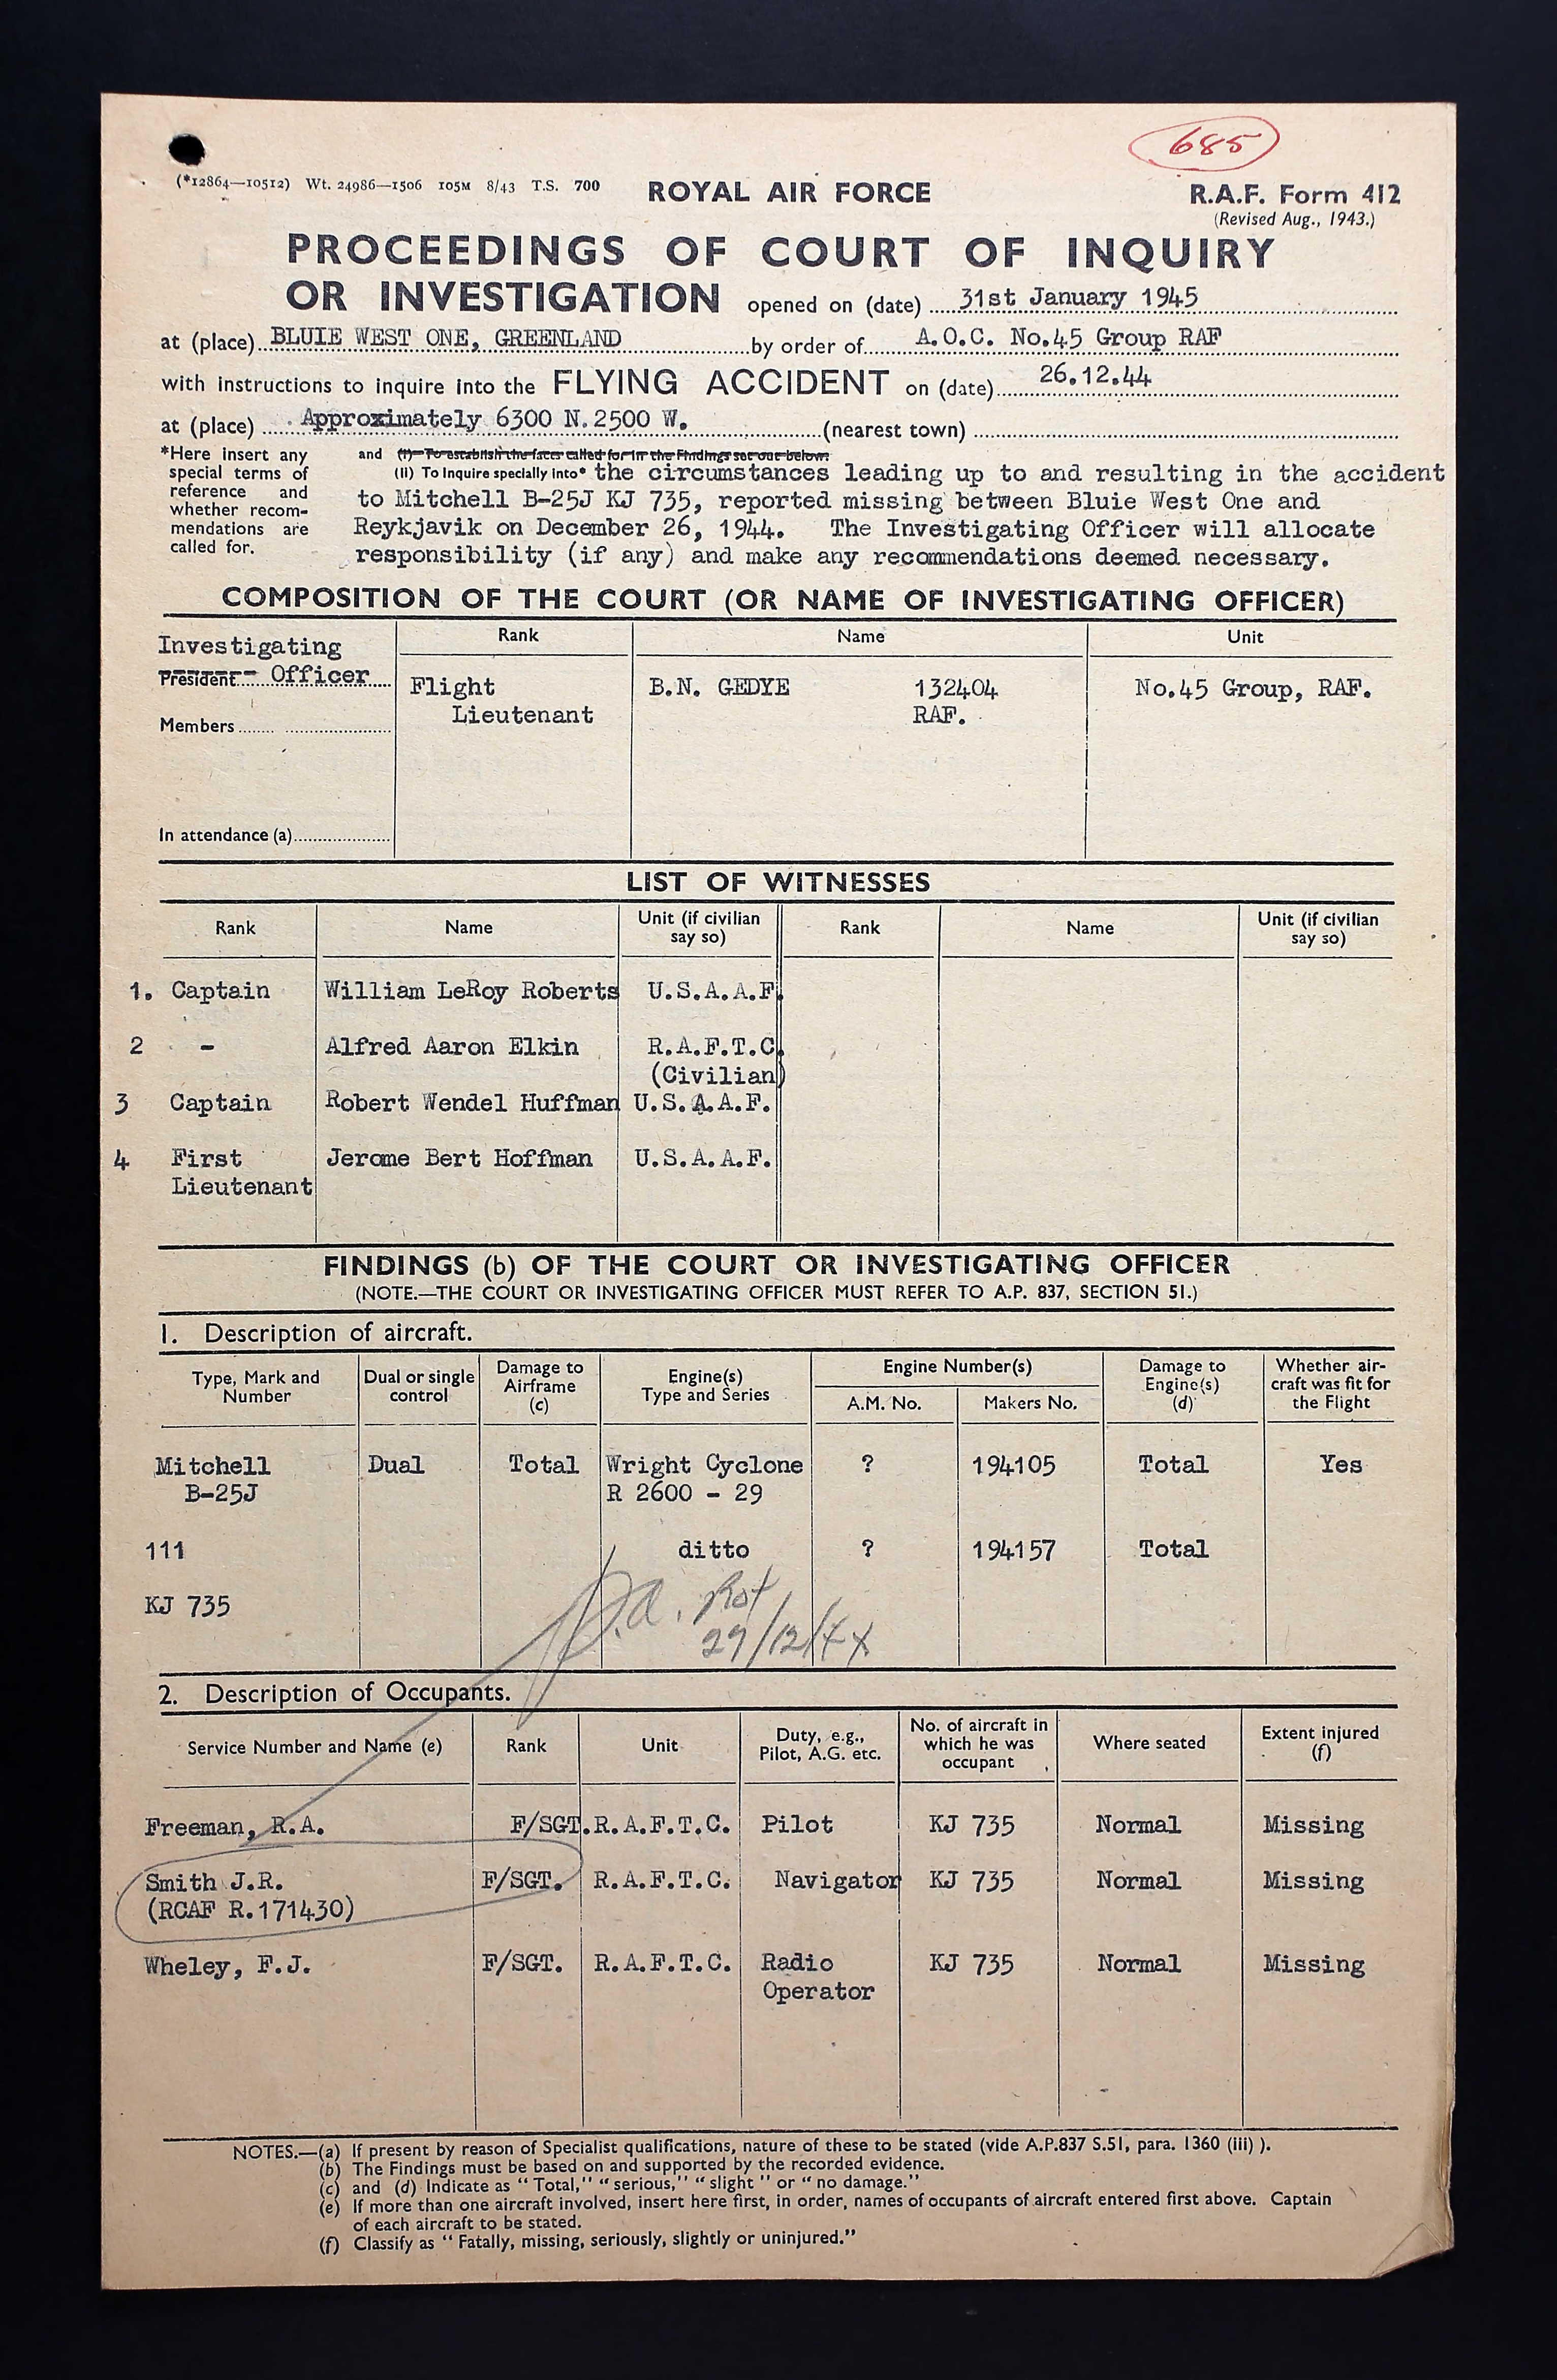 685
(*12864—10512) Wt. 24986—1506 105M 8/43 T.S. 700 ROYAL AIR FORCE R.A.F. Form 412
(Revised Aug., 1943.)
PROCEEDINGS OF COURT OF INQUIRY
OR INVESTIGATION opened on (date) 31st January 1945
at (place) BLUIE WEST ONE, GREENLAND by order of A.O.C. No.45 Group RAF
with instructions to inquire into the FLYING ACCIDENT on (date) 26.12.44
at (place) Approximately 6300 N.2500 W. (nearest town)
*Here insert any special terms of reference and whether recommendations are called for.
and (i) To establish the facts called for in the Findings set out below:
(ii) To inquire specially into* the circumstances leading up to and resulting in the accident
to Mitchell B-25J KJ 735, reported missing between Bluie West One and
Reykjavik on December 26, 1944. The Investigating Officer will allocate
responsibility (if any) and make any recommendations deemed necessary.
COMPOSITION OF THE COURT (OR NAME OF INVESTIGATING OFFICER)
Rank Name Unit
Investigating
President Officer Flight B.N. GEDYE 132404 No.45 Group, RAF.
Lieutenant RAF.
Members
In attendance (a)
LIST OF WITNESSES
Rank Name Unit (if civilian say so) Rank Name Unit (if civilian say so)
1. Captain William LeRoy Roberts U.S.A.A.F.
2 - Alfred Aaron Elkin R.A.F.T.C.
(Civilian)
3 Captain Robert Wendel Huffman U.S.A.A.F.
4 First Jerome Bert Hoffman U.S.A.A.F.
Lieutenant
FINDINGS (b) OF THE COURT OR INVESTIGATING OFFICER
(NOTE.—THE COURT OR INVESTIGATING OFFICER MUST REFER TO A.P. 837, SECTION 51.)
1. Description of aircraft.
Type, Mark and Number Dual or single control Damage to Airframe (c) Engine(s) Type and Series Engine Number(s) A.M. No. Makers No. Damage to Engine(s) (d) Whether aircraft was fit for the Flight
Mitchell Dual Total Wright Cyclone ? 194105 Total Yes
B-25J R 2600 - 29
111 ditto ? 194157 Total
KJ 735
29/12/44
2. Description of Occupants.
Service Number and Name (e) Rank Unit Duty, e.g., Pilot, A.G. etc. No. of aircraft in which he was occupant Where seated Extent injured (f)
Freeman, R.A. F/SGT. R.A.F.T.C. Pilot KJ 735 Normal Missing
Smith J.R. F/SGT. R.A.F.T.C. Navigator KJ 735 Normal Missing
(RCAF R.171430)
Wheley, F.J. F/SGT. R.A.F.T.C. Radio KJ 735 Normal Missing
Operator
NOTES.—(a) If present by reason of Specialist qualifications, nature of these to be stated (vide A.P.837 S.51, para. 1360 (iii) ).
(b) The Findings must be based on and supported by the recorded evidence.
(c) and (d) Indicate as “ Total,” “ serious,” “ slight ” or “ no damage.”
(e) If more than one aircraft involved, insert here first, in order, names of occupants of aircraft entered first above. Captain
of each aircraft to be stated.
(f) Classify as “ Fatally, missing, seriously, slightly or uninjured.”